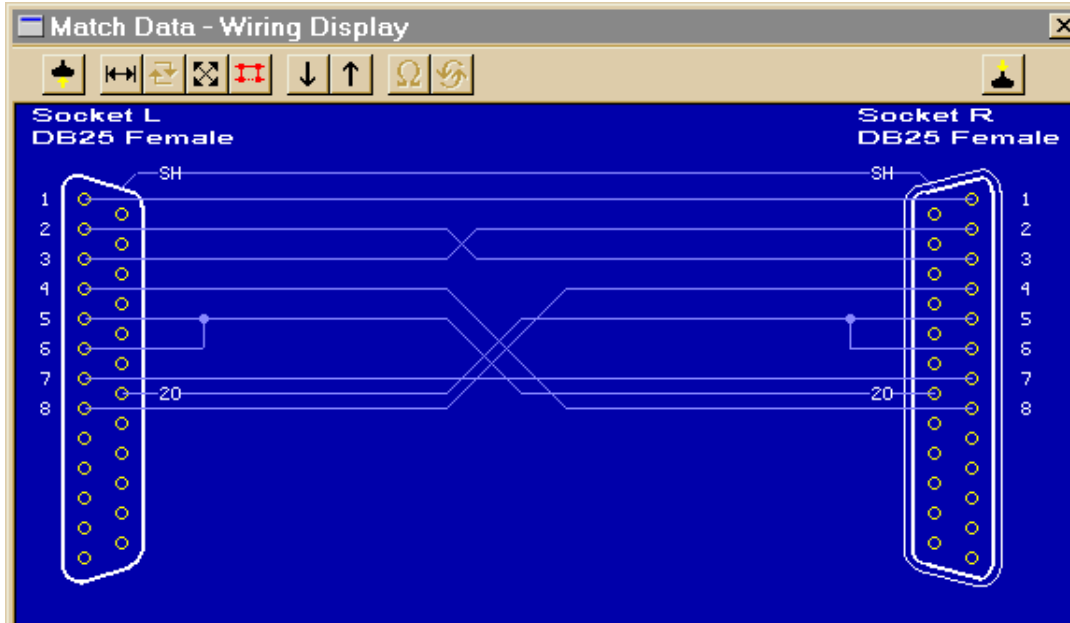 Match Data - Wiring Display
Ω
Socket L
DB25 Female
Socket R
DB25 Female
SH SH
1 1
2 2
3 3
4 4
5 5
6 6
7 7
20 20
8 8